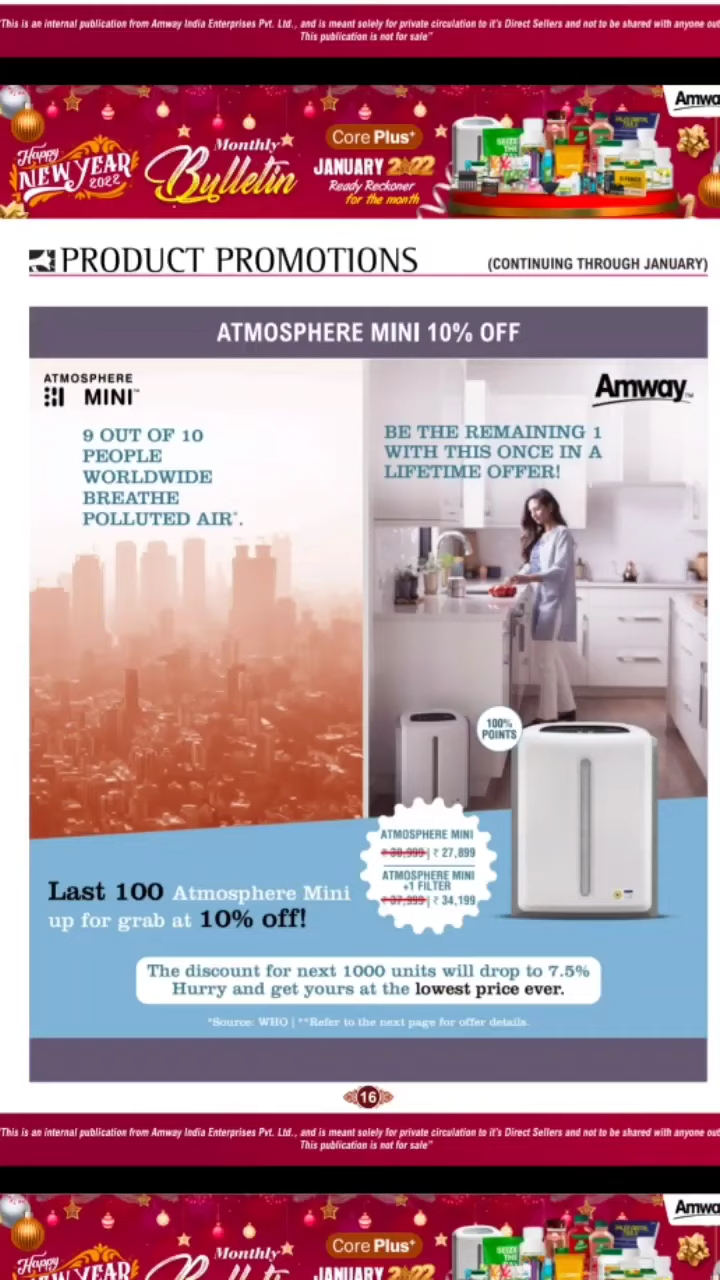 "This is an internal publication from Amway India Enterprises Pvt. Ltd., and is meant solely for private circulation to it's Direct Sellers and not to be shared with anyone
This publication is not for sale"
Amwa
Happy
NEW YEAR
2022
Monthly
Bulletin
Core Plus+
JANUARY 2022
Ready Reckoner
for the month
PRODUCT PROMOTIONS
(CONTINUING THROUGH JANUARY)
ATMOSPHERE MINI 10% OFF
ATMOSPHERE
MINI™
Amway™
9 OUT OF 10
PEOPLE
WORLDWIDE
BREATHE
POLLUTED AIR*.
BE THE REMAINING 1
WITH THIS ONCE IN A
LIFETIME OFFER!
100%
POINTS
ATMOSPHERE MINI
₹ 30,999 | ₹ 27,899
ATMOSPHERE MINI
+1 FILTER
₹ 37,999 | ₹ 34,199
Last 100 Atmosphere Mini
up for grab at 10% off!
The discount for next 1000 units will drop to 7.5%
Hurry and get yours at the lowest price ever.
*Source: WHO | **Refer to the next page for offer details.
16
"This is an internal publication from Amway India Enterprises Pvt. Ltd., and is meant solely for private circulation to it's Direct Sellers and not to be shared with anyone
This publication is not for sale"
Amwa
Happy
Monthly
Core Plus+
JANUARY 2022